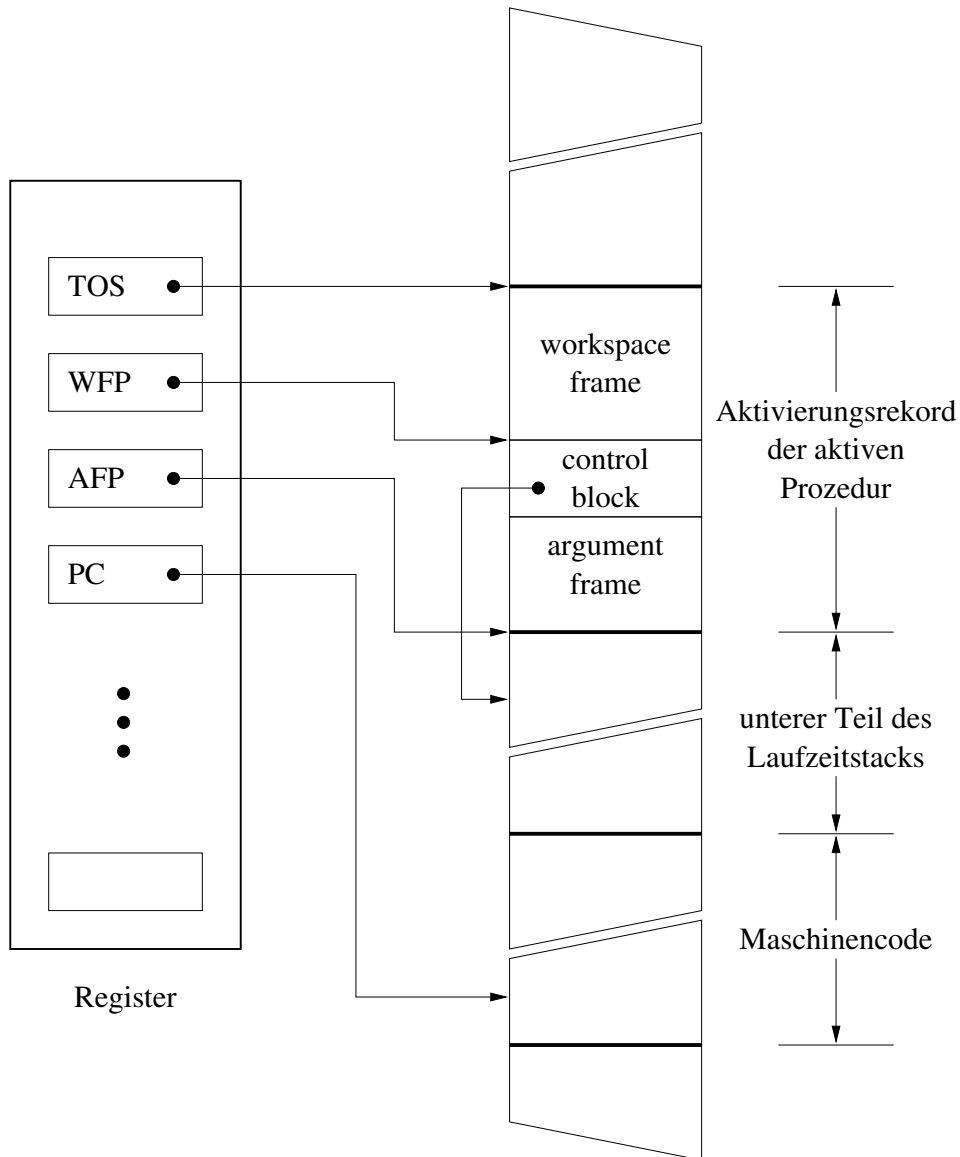 TOS
WFP
AFP
PC
Register
workspace
frame
control
block
argument
frame
Aktivierungsrekord
der aktiven
Prozedur
unterer Teil des
Laufzeitstacks
Maschinencode